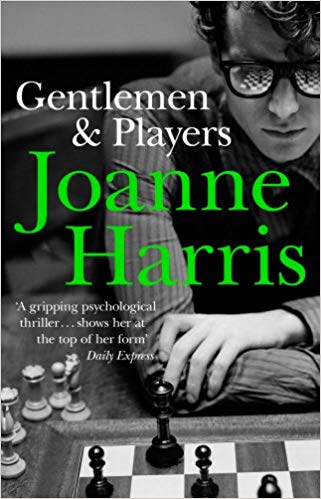 Gentlemen
& Players
Joanne
Harris
‘A gripping psychological
thriller...shows her at
the top of her form’
Daily Express